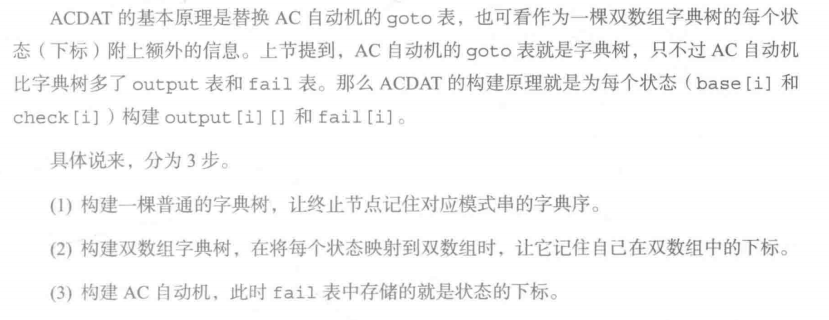 ACDAT 的基本原理是替换 AC 自动机的 goto 表，也可看作为一棵双数组字典树的每个状
态（下标）附上额外的信息。上节提到，AC 自动机的 goto 表就是字典树，只不过 AC 自动机
比字典树多了 output 表和 fail 表。那么 ACDAT 的构建原理就是为每个状态（base[i] 和
check[i]）构建 output[i][] 和 fail[i]。
具体说来，分为 3 步。
(1) 构建一棵普通的字典树，让终止节点记住对应模式串的字典序。
(2) 构建双数组字典树，在将每个状态映射到双数组时，让它记住自己在双数组中的下标。
(3) 构建 AC 自动机，此时 fail 表中存储的就是状态的下标。